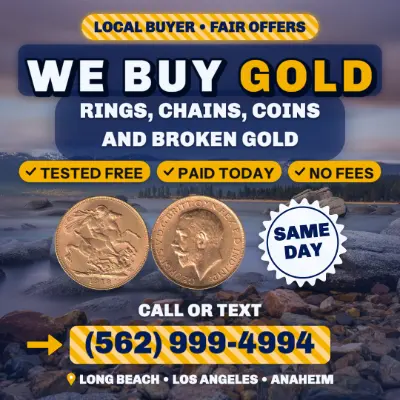 LOCAL BUYER • FAIR OFFERS
WE BUY GOLD
RINGS, CHAINS, COINS
AND BROKEN GOLD
✓ TESTED FREE
✓ PAID TODAY
✓ NO FEES
SAME
DAY
CALL OR TEXT
(562) 999-4994
LONG BEACH • LOS ANGELES • ANAHEIM